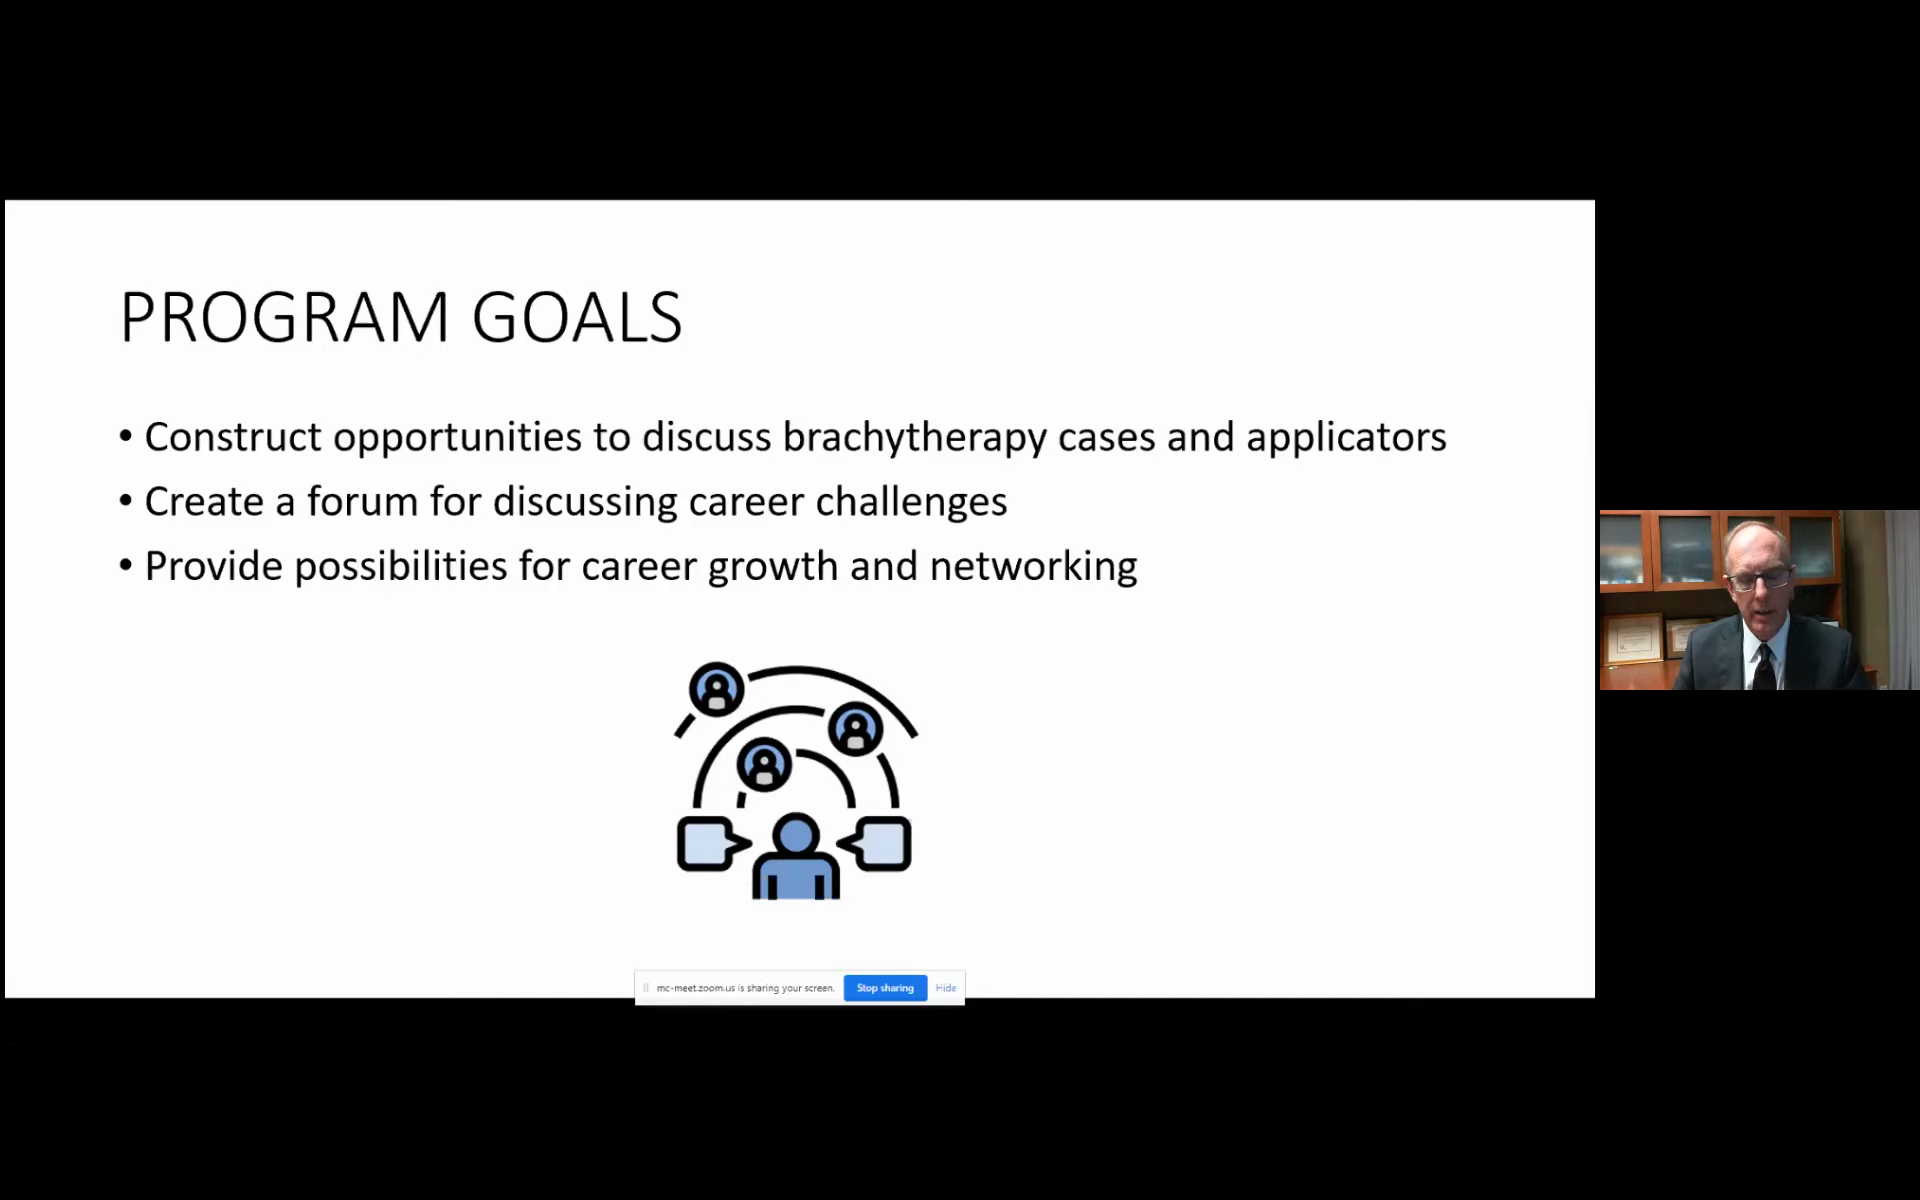 PROGRAM GOALS
• Construct opportunities to discuss brachytherapy cases and applicators
• Create a forum for discussing career challenges
• Provide possibilities for career growth and networking
mc-meet.zoom.us is sharing your screen. Stop sharing Hide